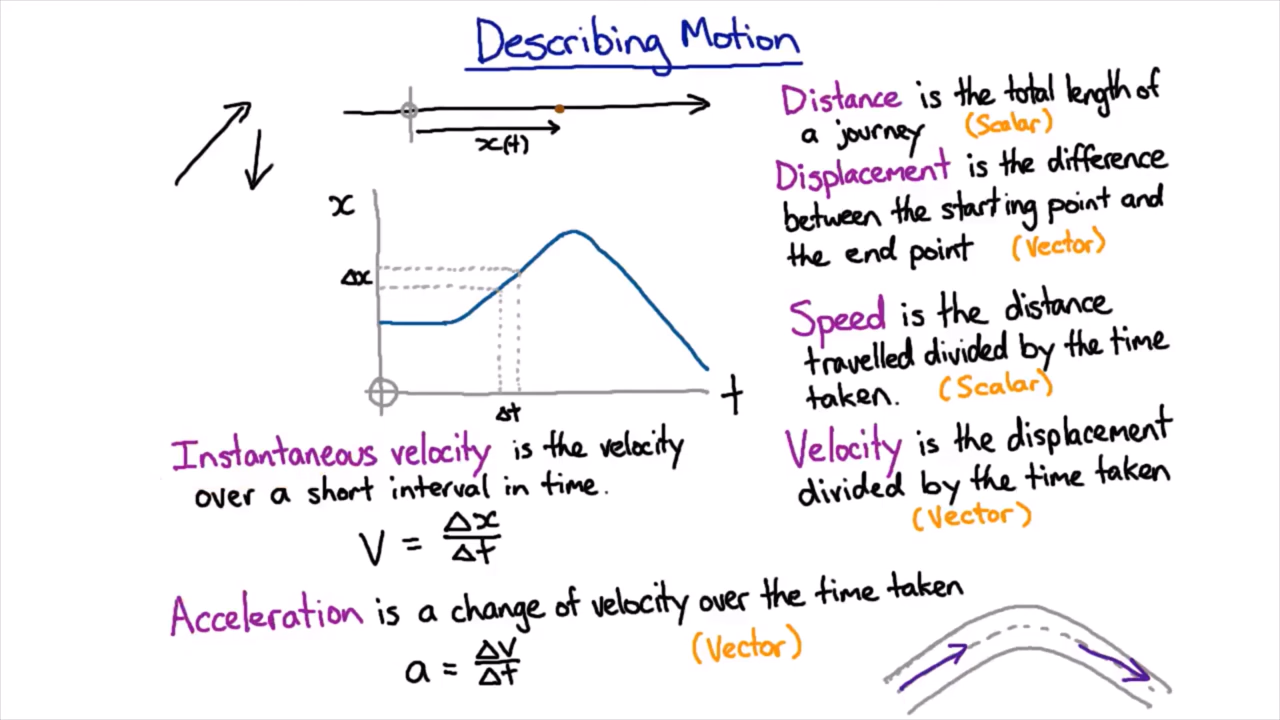 Describing Motion
x(t)
x
Δx
Δt
t
Distance is the total length of
a journey (Scalar)
Displacement is the difference
between the starting point and
the end point (Vector)
Speed is the distance
travelled divided by the time
taken. (Scalar)
Velocity is the displacement
divided by the time taken
(Vector)
Instantaneous velocity is the velocity
over a short interval in time.
V = Δx/Δt
Acceleration is a change of velocity over the time taken
(Vector)
a = ΔV/Δt